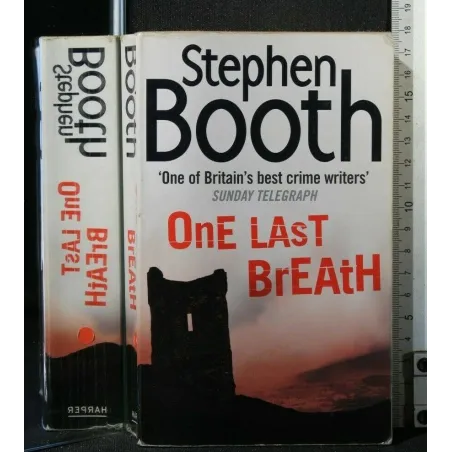 Stephen
Booth
'One of Britain's best crime writers'
SUNDAY TELEGRAPH
OnE LAsT
BrEAtH
Stephen
Booth
OnE LAsT
BrEAtH
HARPER
Booth
BrEAtH